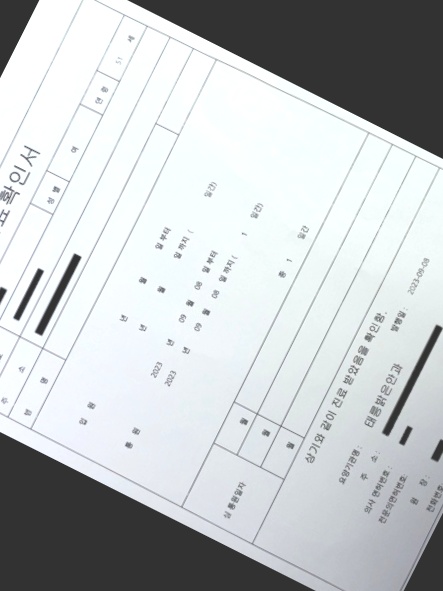 료 확인서
성 별 여 연 령 51 세
주 소
병 명
입 원 년 월 일 부터
년 월 일 까지 ( 일간)
통 원 2023 년 09 월 08 일 부터
2023 년 09 월 08 일 까지 ( 1 일간)
총 1 일간
실 통원일자 월
월
월
상기와 같이 진료 받았음을 확인함.
발행일 : 2023-09-08
요양기관명 : 태릉밝은안과
주 소 :
의사 면허번호 :
전문의면허번호 :
원 장 :
전화번호